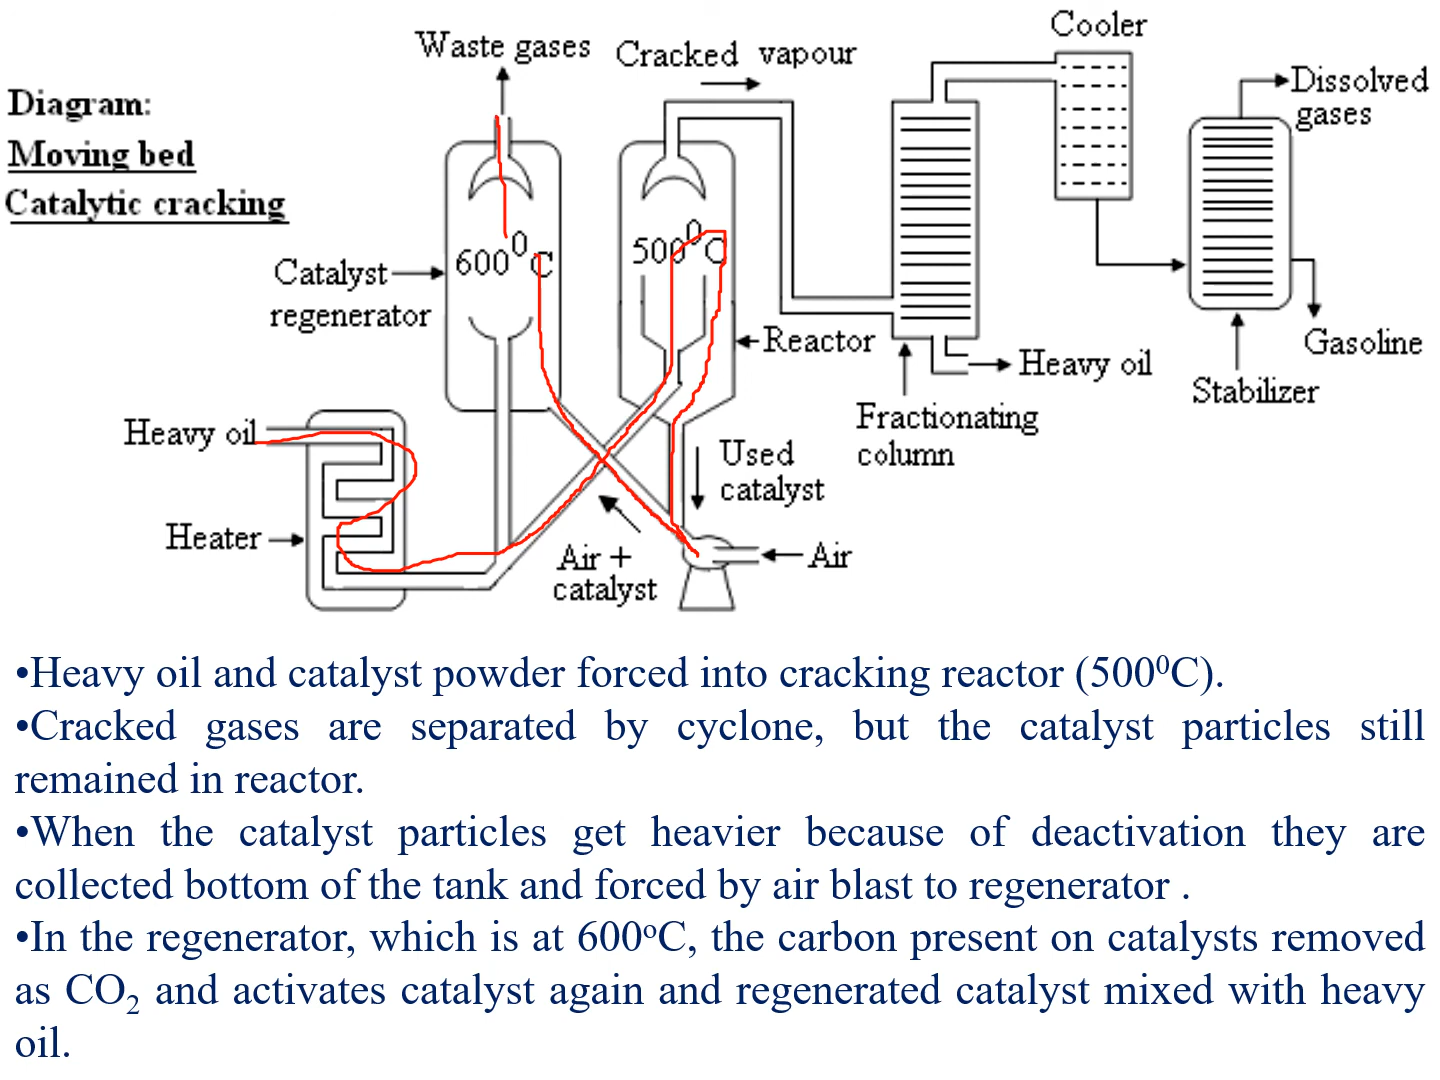 Cooler
Waste gases
Cracked vapour
Diagram:
Dissolved
gases
Moving bed
Catalytic cracking
600⁰C
500⁰C
Catalyst
regenerator
Reactor
Gasoline
Heavy oil
Stabilizer
Fractionating
column
Heavy oil
Used
catalyst
Heater
Air +
catalyst
Air
•Heavy oil and catalyst powder forced into cracking reactor (500⁰C).
•Cracked gases are separated by cyclone, but the catalyst particles still
remained in reactor.
•When the catalyst particles get heavier because of deactivation they are
collected bottom of the tank and forced by air blast to regenerator .
•In the regenerator, which is at 600ᵒC, the carbon present on catalysts removed
as CO₂ and activates catalyst again and regenerated catalyst mixed with heavy
oil.